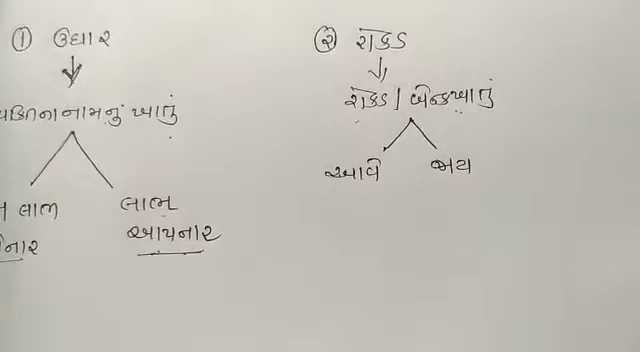 ① ઉધાર
વ્યક્તિના નામનું ખાતું
લાભ
નાર
લાભ
આપનાર
② રોકડ
રોકડ / બેન્કખાતું
આવે
જાય